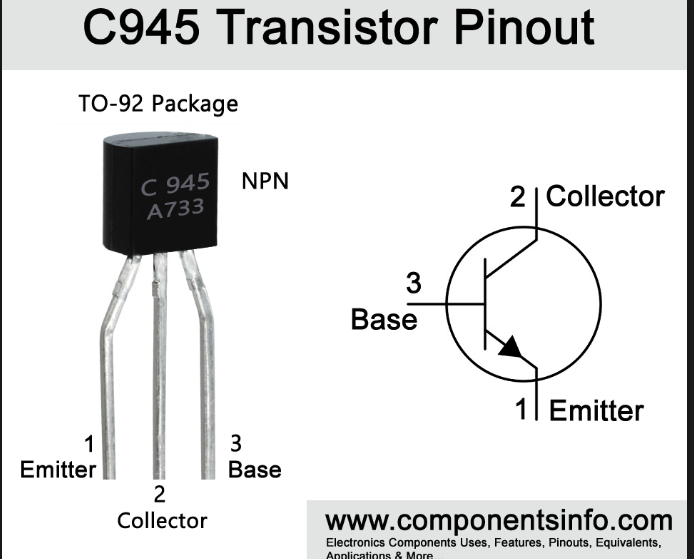 C945 Transistor Pinout
TO-92 Package
C 945
A733
NPN
1
Emitter
2
Collector
3
Base
2 Collector
3
Base
1 Emitter
www.componentsinfo.com
Electronics Components Uses, Features, Pinouts, Equivalents,
Applications & More